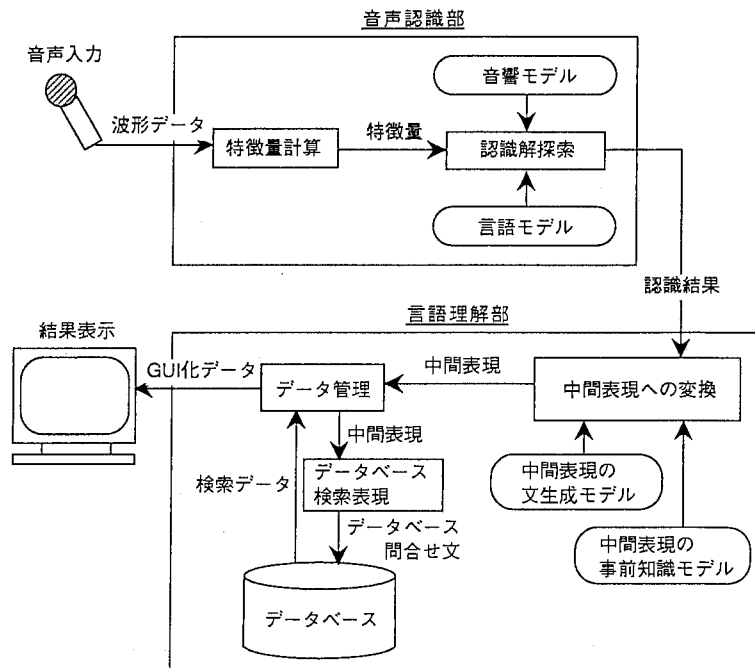 音声認識部
音声入力
音響モデル
波形データ
特徴量計算
特徴量
認識解探索
言語モデル
認識結果
言語理解部
結果表示
GUI化データ
データ管理
中間表現
中間表現への変換
中間表現
検索データ
データベース
検索表現
中間表現の
文生成モデル
データベース
問合せ文
中間表現の
事前知識モデル
データベース